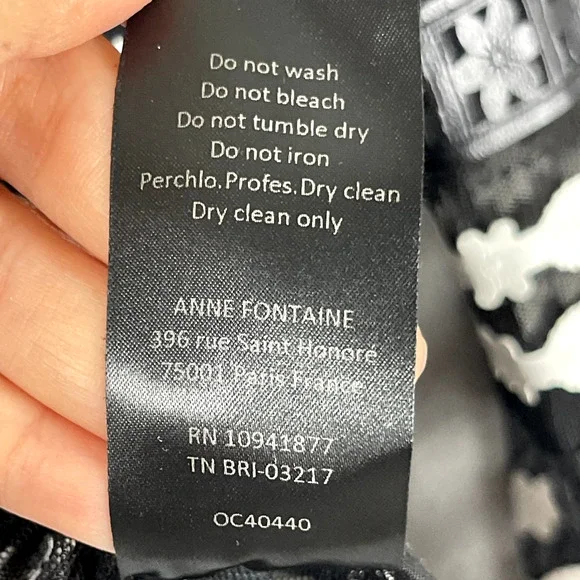 Do not wash
Do not bleach
Do not tumble dry
Do not iron
Perchlo.Profes.Dry clean
Dry clean only
ANNE FONTAINE
396 rue Saint Honoré
75001 Paris France
RN 10941877
TN BRI-03217
OC40440